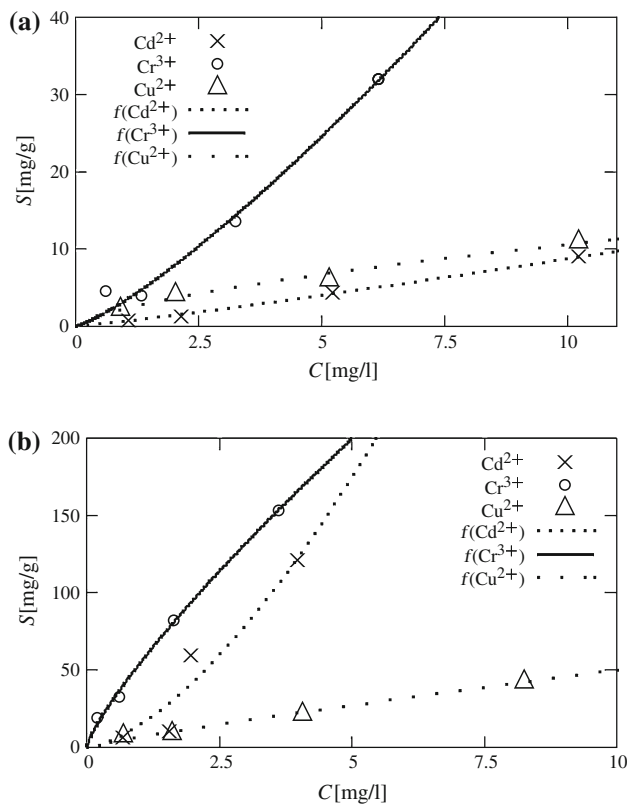 (a)
40
30
20
10
0
S[mg/g]
Cd2+
Cr3+
Cu2+
f(Cd2+)
f(Cr3+)
f(Cu2+)
0 2.5 5 7.5 10
C[mg/l]
(b)
200
150
100
50
0
S[mg/g]
Cd2+
Cr3+
Cu2+
f(Cd2+)
f(Cr3+)
f(Cu2+)
0 2.5 5 7.5 10
C[mg/l]